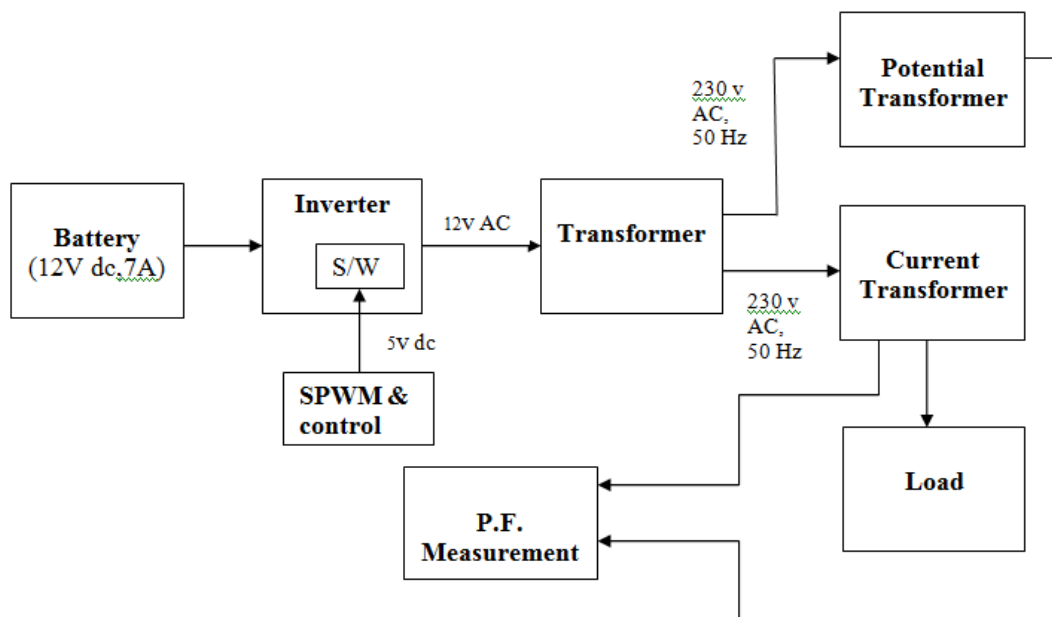 Potential
Transformer
230 v
AC,
50 Hz
Battery
(12V dc,7A)
Inverter
S/W
12v AC
Transformer
Current
Transformer
230 v
AC,
50 Hz
5v dc
SPWM &
control
Load
P.F.
Measurement